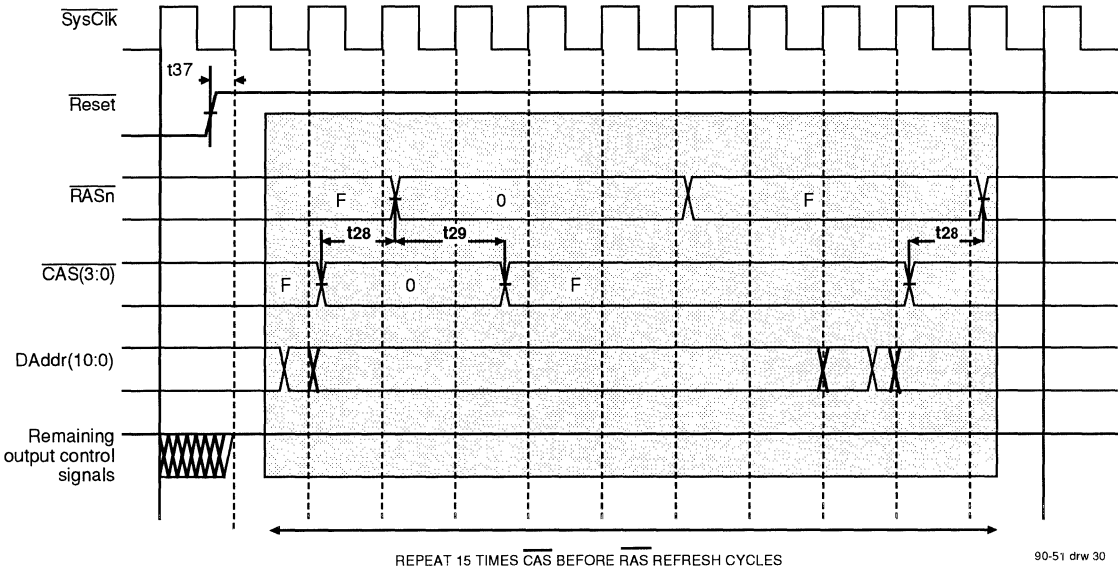 SysClk
t37
Reset
RASn
F
0
F
t28
t29
t28
CAS(3:0)
F
0
F
DAddr(10:0)
Remaining
output control
signals
REPEAT 15 TIMES CAS BEFORE RAS REFRESH CYCLES
90-51 drw 30